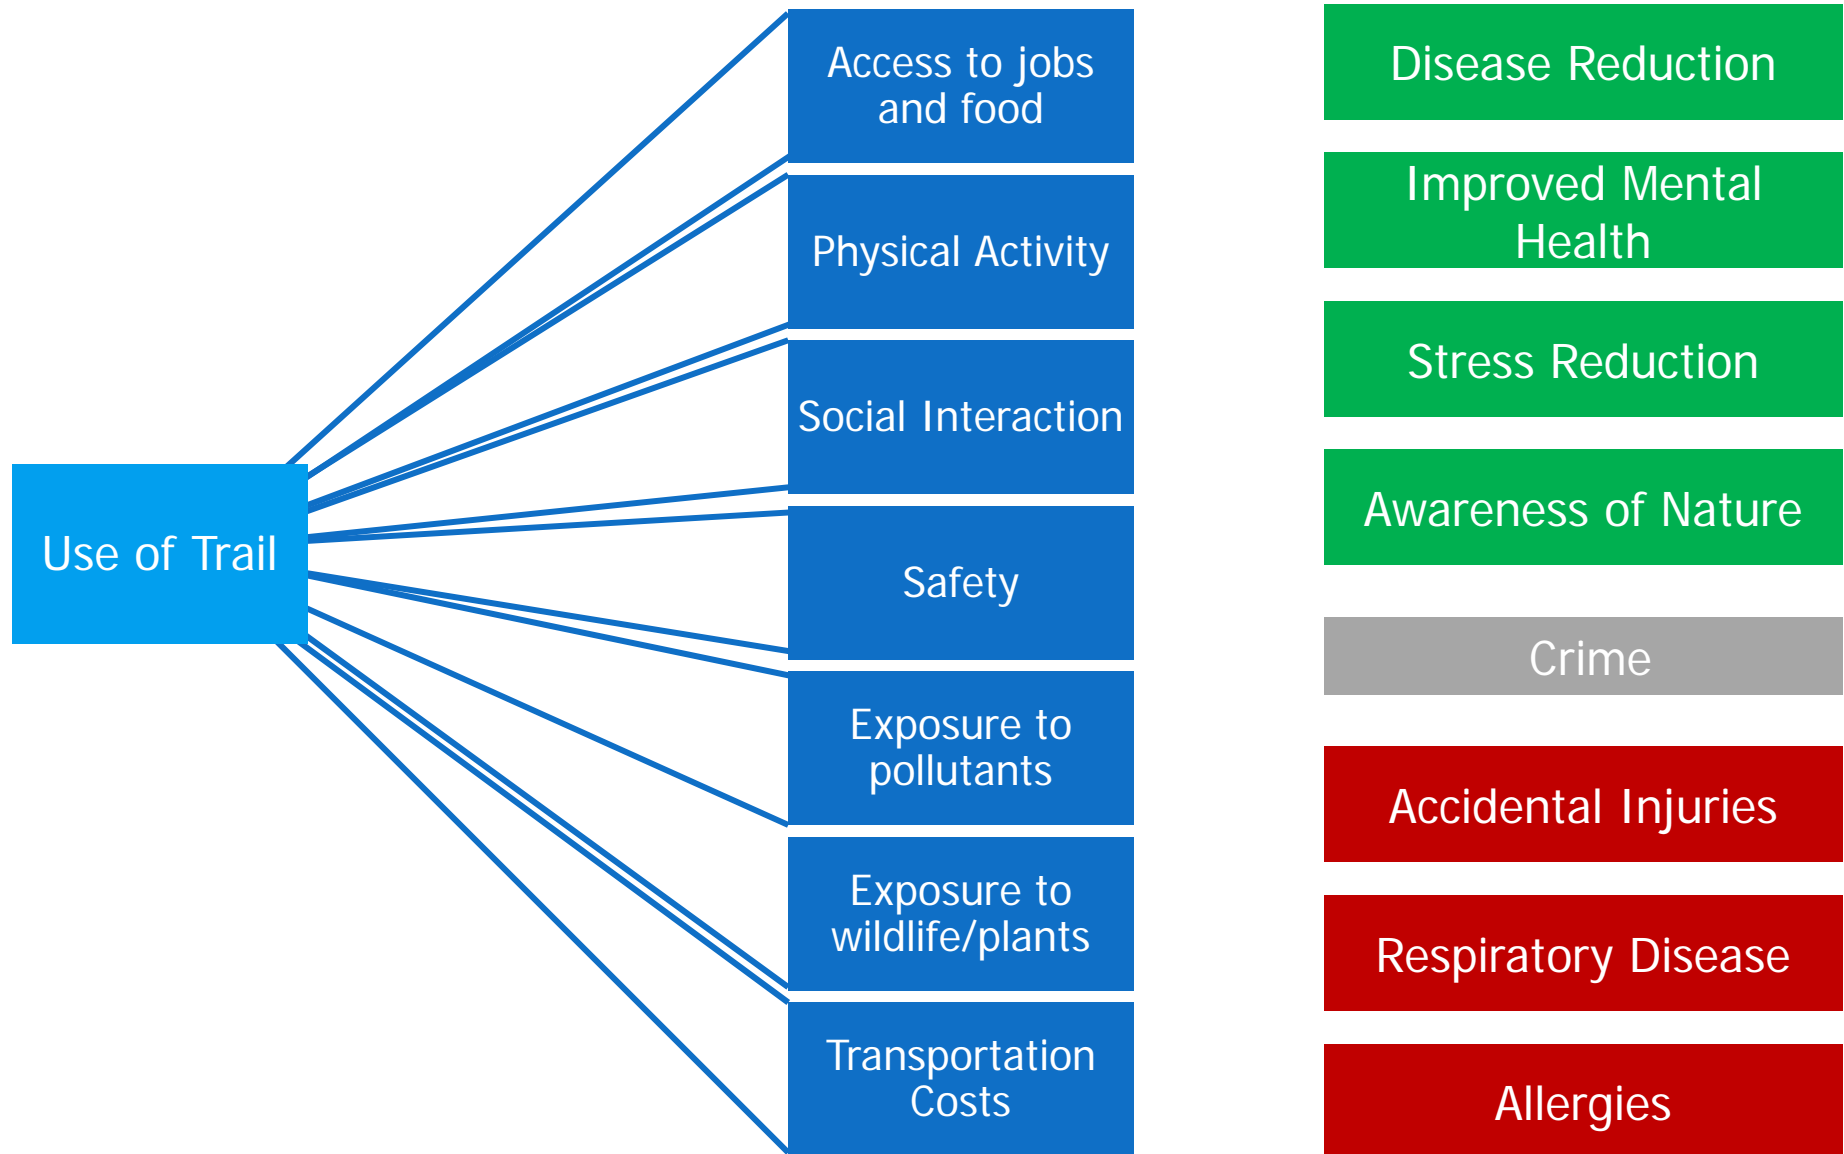 Use of Trail
Access to jobs
and food
Physical Activity
Social Interaction
Safety
Exposure to
pollutants
Exposure to
wildlife/plants
Transportation
Costs
Disease Reduction
Improved Mental
Health
Stress Reduction
Awareness of Nature
Crime
Accidental Injuries
Respiratory Disease
Allergies